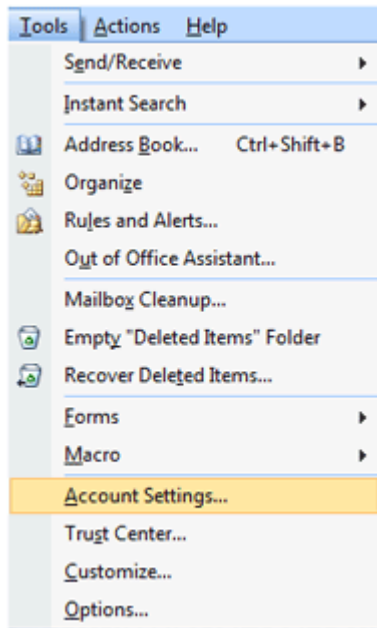 Tools Actions Help
Send/Receive
Instant Search
Address Book... Ctrl+Shift+B
Organize
Rules and Alerts...
Out of Office Assistant...
Mailbox Cleanup...
Empty "Deleted Items" Folder
Recover Deleted Items...
Forms
Macro
Account Settings...
Trust Center...
Customize...
Options...